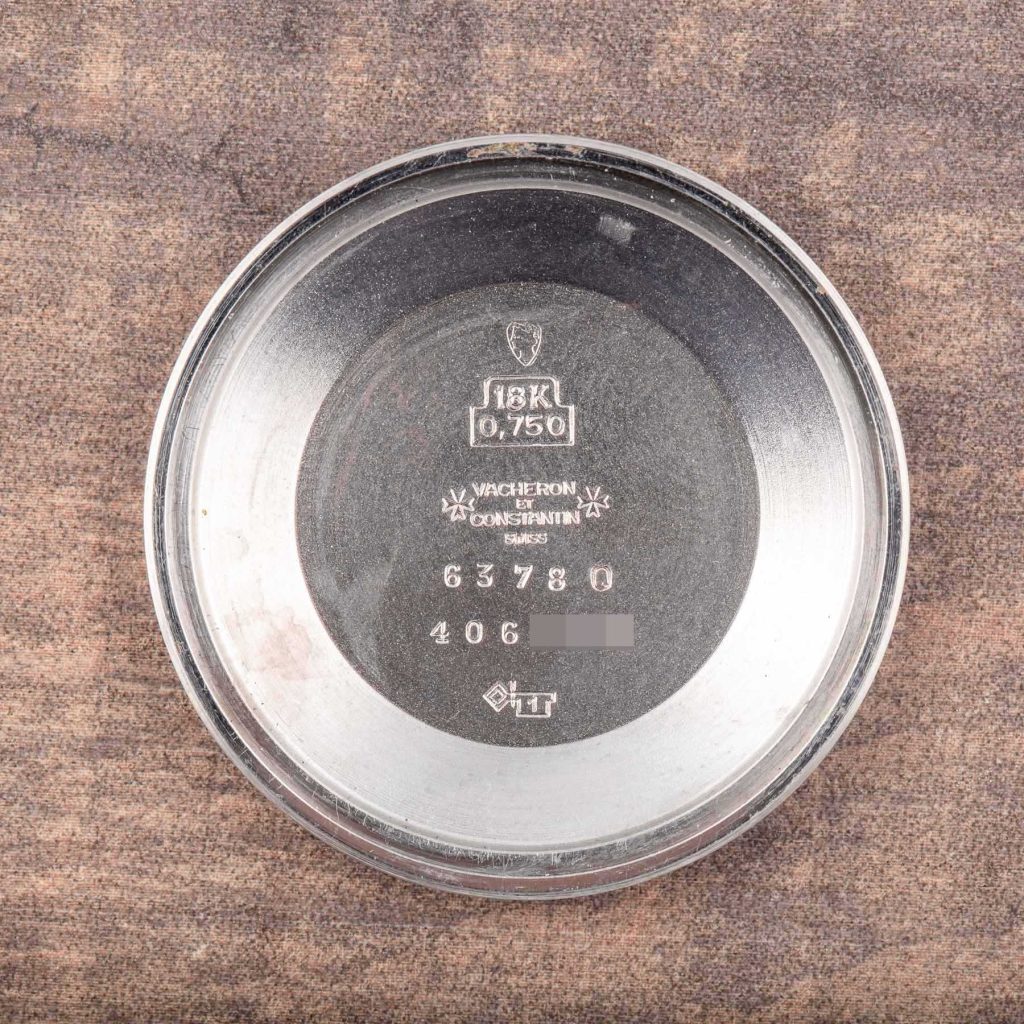 18K
0,750
VACHERON
ET
CONSTANTIN
SWISS
63780
406
11